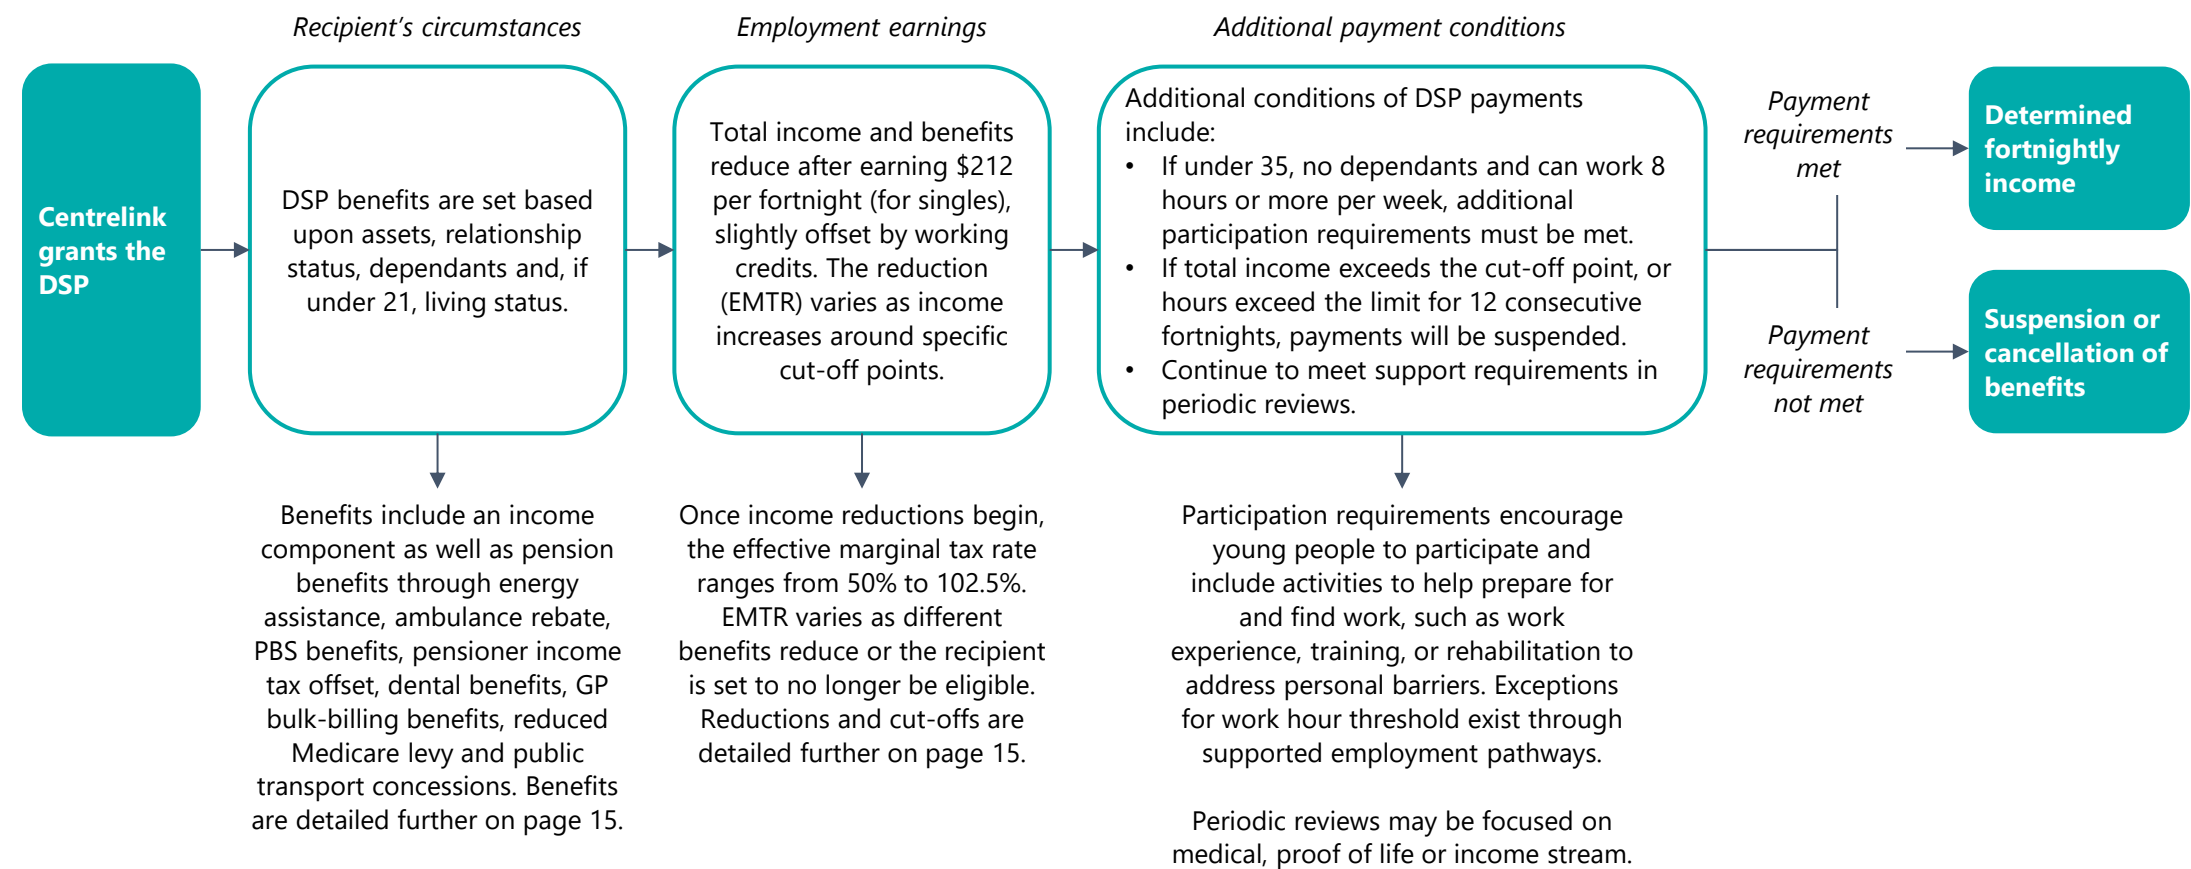 Recipient's circumstances
Employment earnings
Additional payment conditions
Centrelink
grants the
DSP
DSP benefits are set based
upon assets, relationship
status, dependants and, if
under 21, living status.
Total income and benefits
reduce after earning $212
per fortnight (for singles),
slightly offset by working
credits. The reduction
(EMTR) varies as income
increases around specific
cut-off points.
Additional conditions of DSP payments
include:
• If under 35, no dependants and can work 8
hours or more per week, additional
participation requirements must be met.
• If total income exceeds the cut-off point, or
hours exceed the limit for 12 consecutive
fortnights, payments will be suspended.
• Continue to meet support requirements in
periodic reviews.
Payment
requirements
met
Determined
fortnightly
income
Payment
requirements
not met
Suspension or
cancellation of
benefits
Benefits include an income
component as well as pension
benefits through energy
assistance, ambulance rebate,
PBS benefits, pensioner income
tax offset, dental benefits, GP
bulk-billing benefits, reduced
Medicare levy and public
transport concessions. Benefits
are detailed further on page 15.
Once income reductions begin,
the effective marginal tax rate
ranges from 50% to 102.5%.
EMTR varies as different
benefits reduce or the recipient
is set to no longer be eligible.
Reductions and cut-offs are
detailed further on page 15.
Participation requirements encourage
young people to participate and
include activities to help prepare for
and find work, such as work
experience, training, or rehabilitation to
address personal barriers. Exceptions
for work hour threshold exist through
supported employment pathways.
Periodic reviews may be focused on
medical, proof of life or income stream.